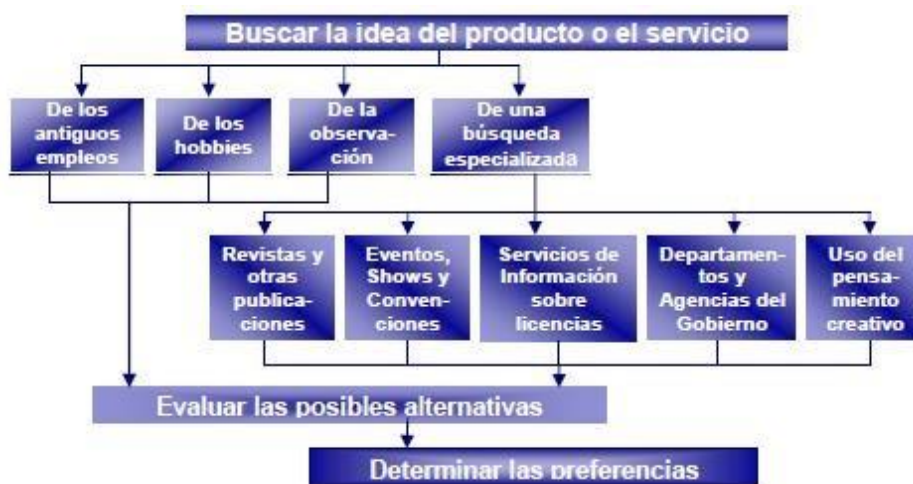 Buscar la idea del producto o el servicio
De los
antiguos
empleos
De los
hobbies
De la
observa-
ción
De una
búsqueda
especializada
Revistas y
otras
publica-
ciones
Eventos,
Shows y
Conven-
ciones
Servicios de
Información
sobre
licencias
Departamen-
tos y
Agencias del
Gobierno
Uso del
pensa-
miento
creativo
Evaluar las posibles alternativas
Determinar las preferencias